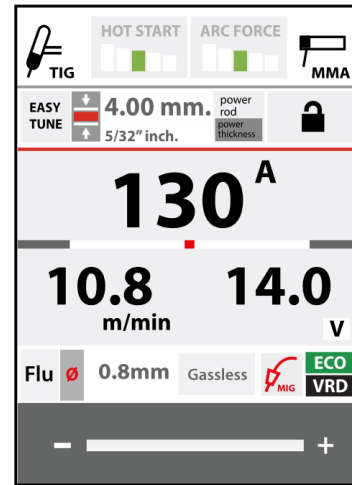 TIG
HOT START
ARC FORCE
MMA
EASY
TUNE
4.00 mm.
5/32” inch.
power
rod
power
thickness
130 A
10.8
m/min
14.0
V
Flu ø 0.8mm Gassless
MIG
ECO
VRD
- +